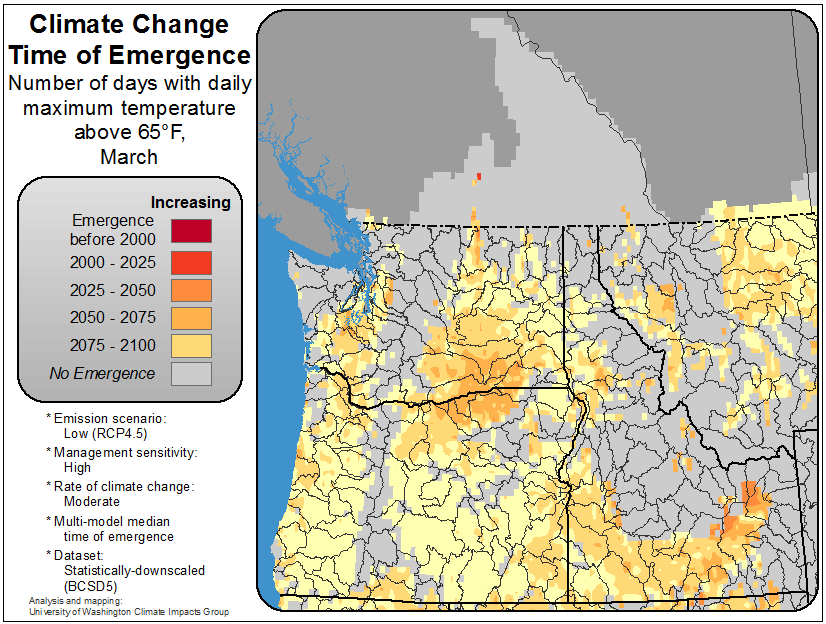 Climate Change
Time of Emergence
Number of days with daily
maximum temperature
above 65°F,
March
Increasing
Emergence
before 2000
2000 - 2025
2025 - 2050
2050 - 2075
2075 - 2100
No Emergence
* Emission scenario:
Low (RCP4.5)
* Management sensitivity:
High
* Rate of climate change:
Moderate
* Multi-model median
time of emergence
* Dataset:
Statistically-downscaled
(BCSD5)
Analysis and mapping:
University of Washington Climate Impacts Group